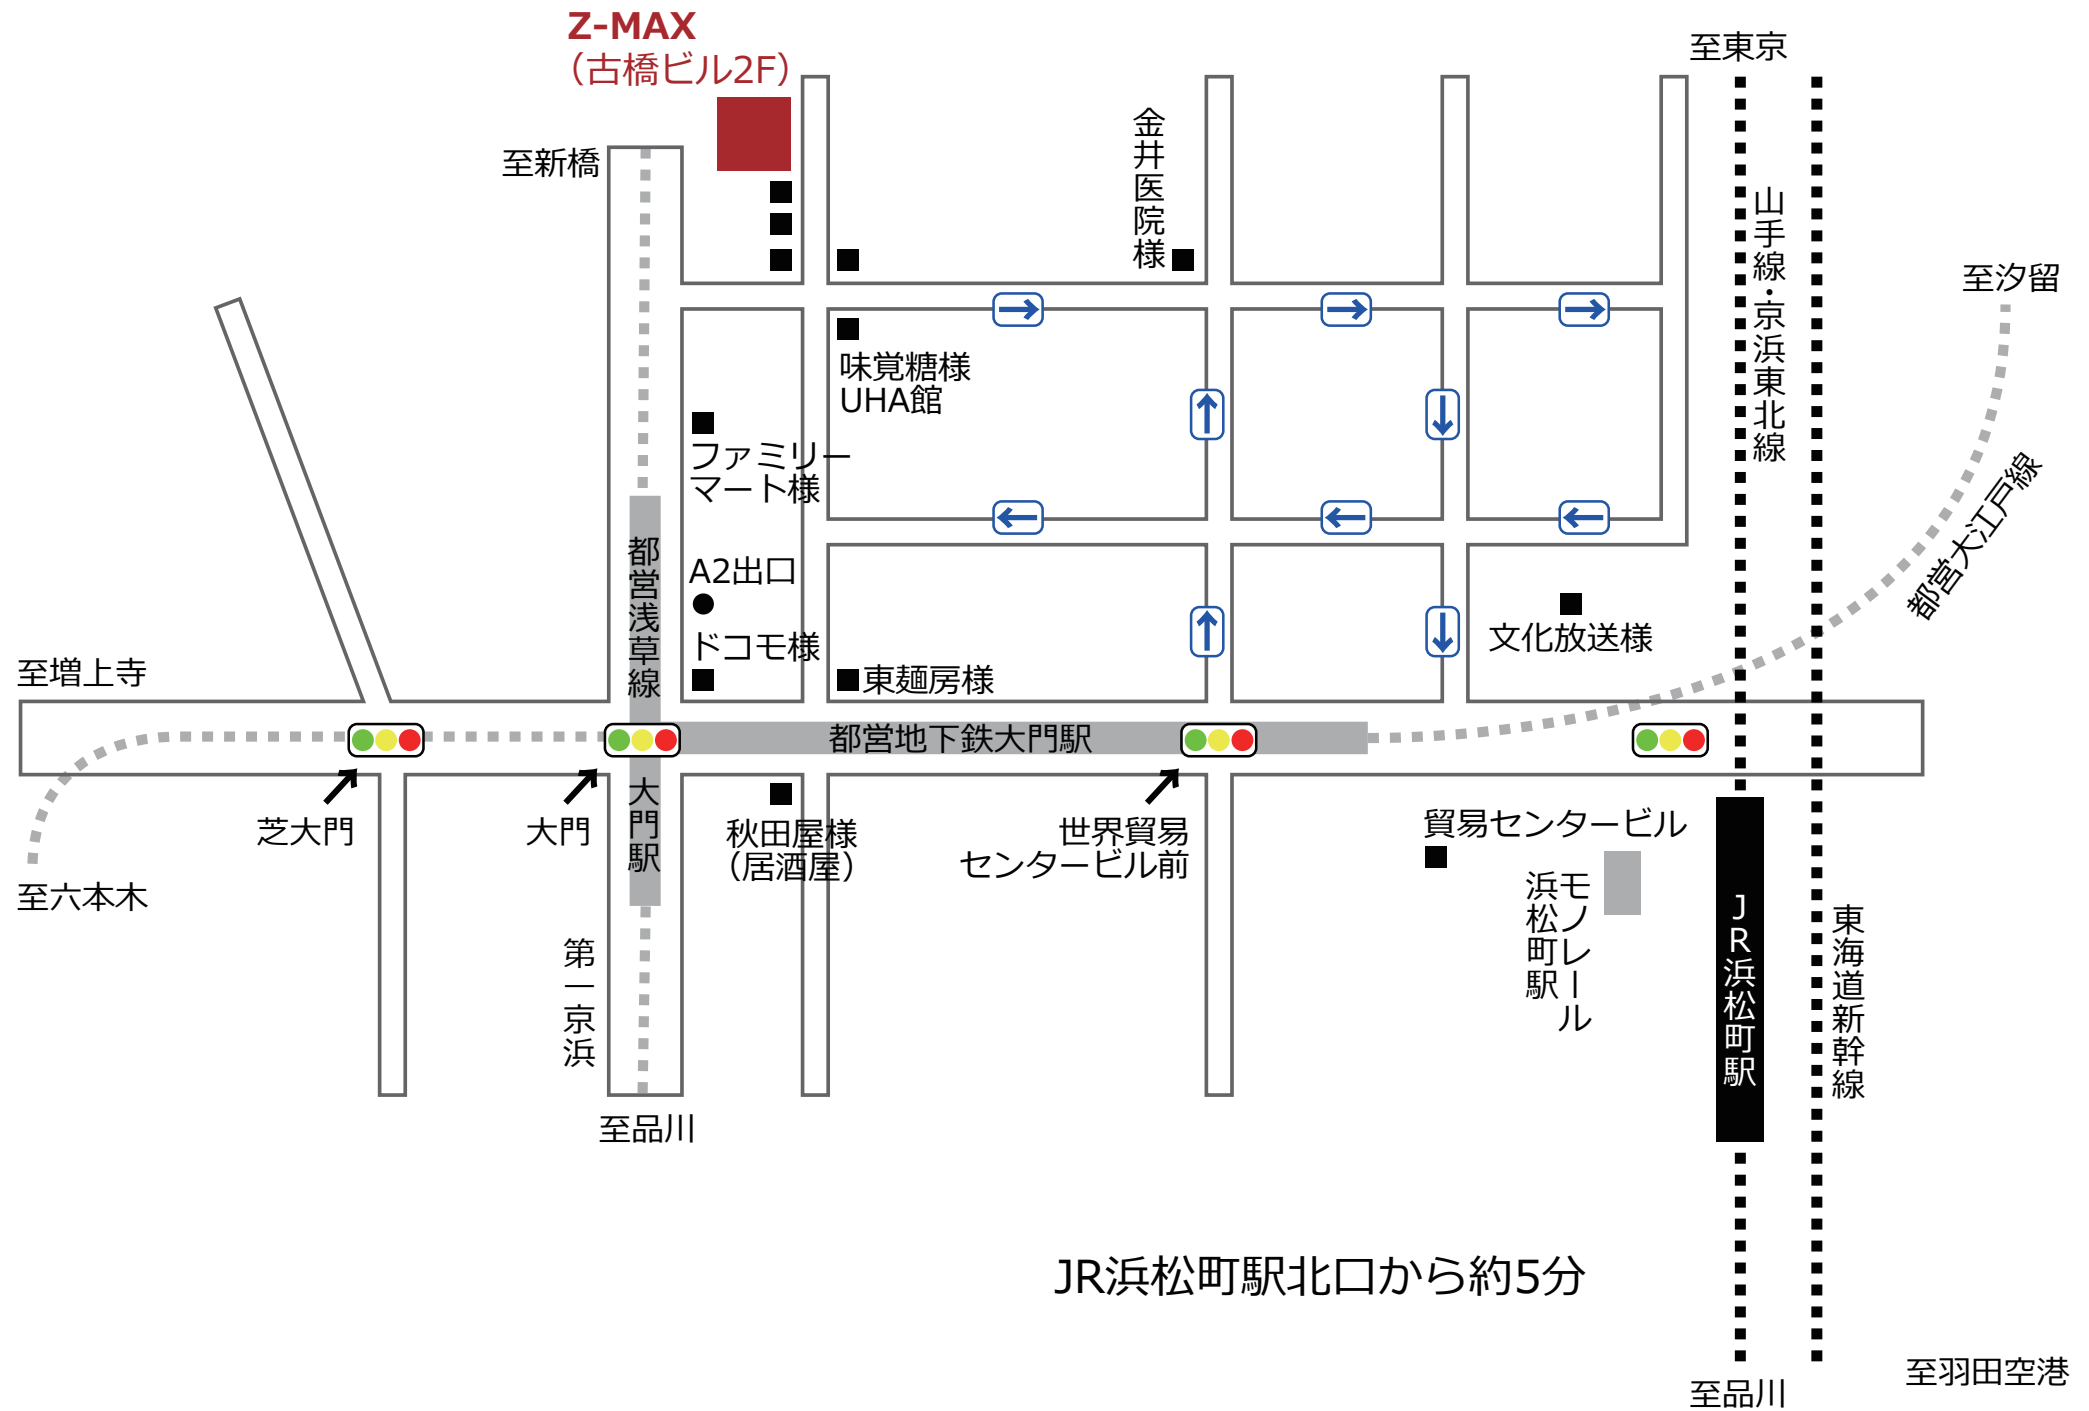 Z-MAX
（古橋ビル2F）
至東京
至新橋
金井医院様
山手線・京浜東北線
至汐留
味覚糖様
UHA館
ファミリー
マート様
都営大江戸線
都営浅草線
A2出口
ドコモ様
文化放送様
至増上寺
東麺房様
都営地下鉄大門駅
大門駅
芝大門
大門
秋田屋様
（居酒屋）
世界貿易
センタービル前
貿易センタービル
モノレール
浜松町駅
至六本木
JR浜松町駅
東海道新幹線
第一京浜
至品川
JR浜松町駅北口から約5分
至羽田空港
至品川